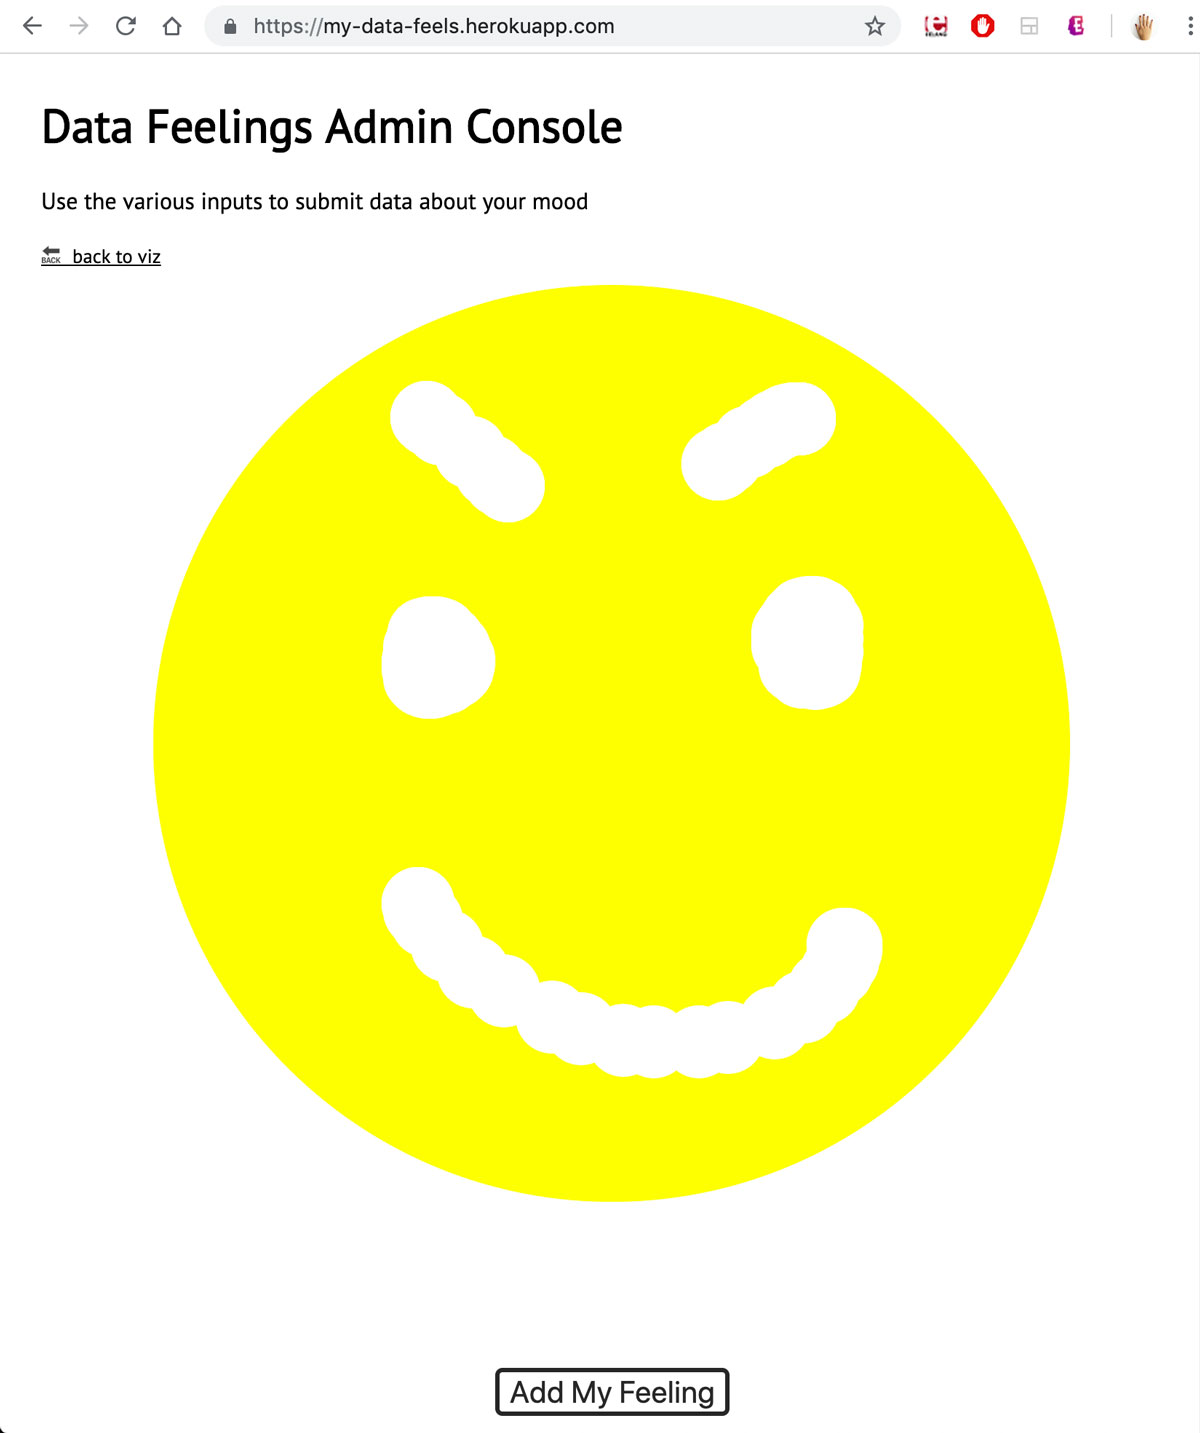 https://my-data-feels.herokuapp.com
Data Feelings Admin Console
Use the various inputs to submit data about your mood
BACK back to viz
Add My Feeling